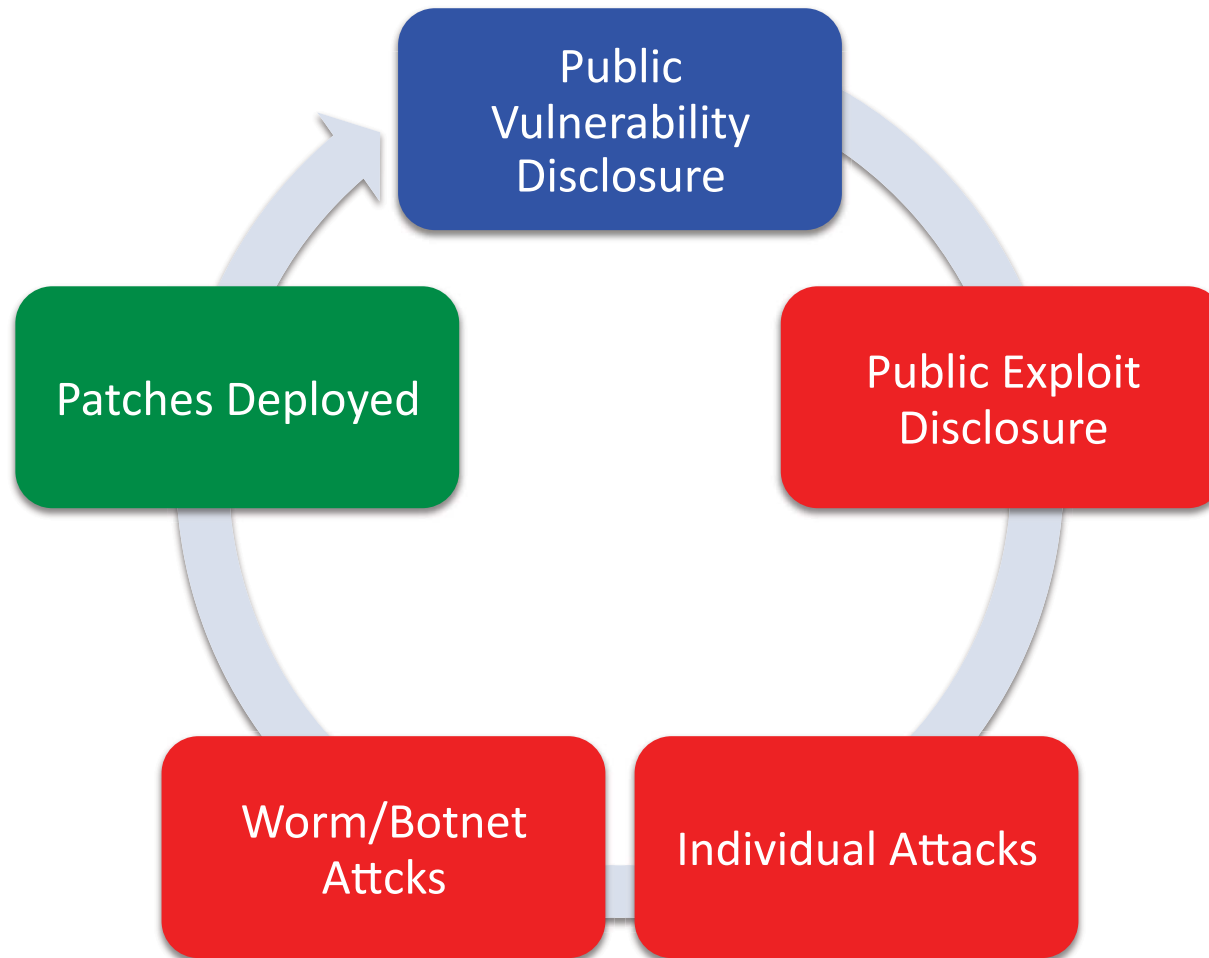 Public
Vulnerability
Disclosure
Public Exploit
Disclosure
Individual Attacks
Worm/Botnet
Attcks
Patches Deployed